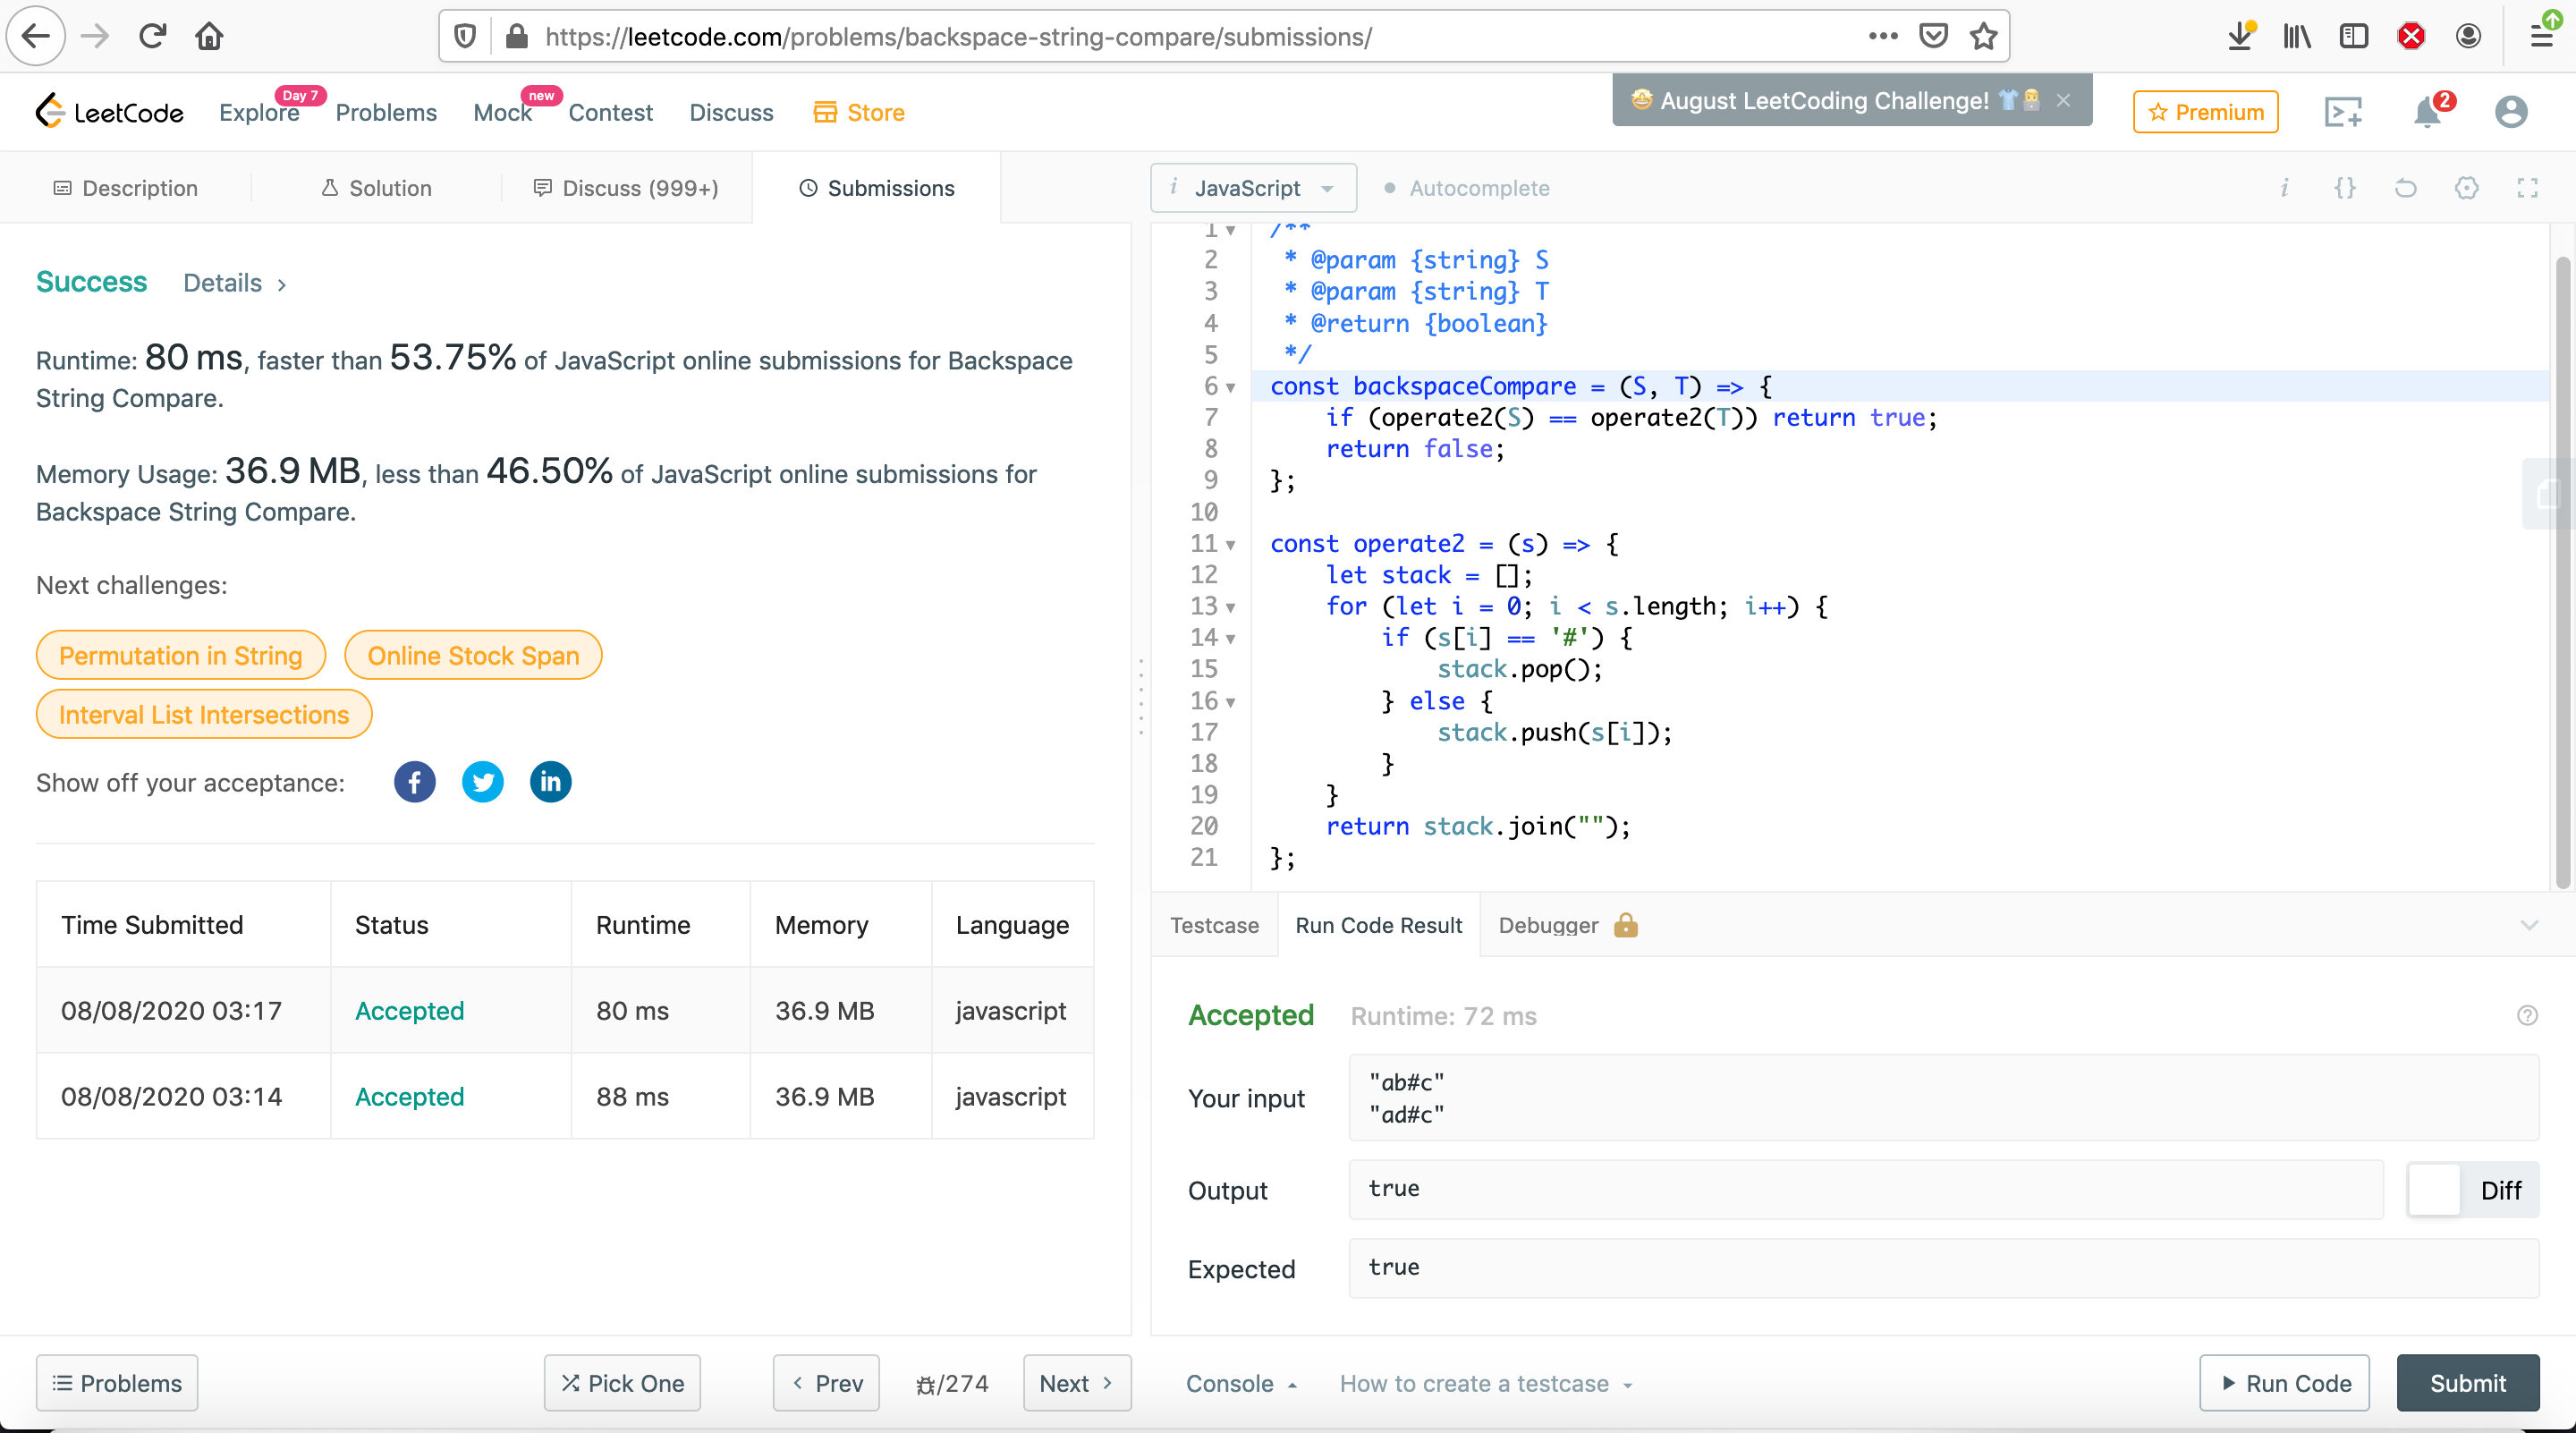 https://leetcode.com/problems/backspace-string-compare/submissions/
LeetCode
Explore
Day 7
Problems
Mock
new
Contest
Discuss
Store
🤩 August LeetCoding Challenge! 👕
Premium
2
Description
Solution
Discuss (999+)
Submissions
i JavaScript
Autocomplete
i {}
Success Details >
Runtime: 80 ms, faster than 53.75% of JavaScript online submissions for Backspace
String Compare.
Memory Usage: 36.9 MB, less than 46.50% of JavaScript online submissions for
Backspace String Compare.
Next challenges:
Permutation in String
Online Stock Span
Interval List Intersections
Show off your acceptance:
f
in
Time Submitted Status Runtime Memory Language
08/08/2020 03:17 Accepted 80 ms 36.9 MB javascript
08/08/2020 03:14 Accepted 88 ms 36.9 MB javascript
1 /**
2  * @param {string} S
3  * @param {string} T
4  * @return {boolean}
5  */
6 const backspaceCompare = (S, T) => {
7     if (operate2(S) == operate2(T)) return true;
8     return false;
9 };
10
11 const operate2 = (s) => {
12     let stack = [];
13     for (let i = 0; i < s.length; i++) {
14         if (s[i] == '#') {
15             stack.pop();
16         } else {
17             stack.push(s[i]);
18         }
19     }
20     return stack.join("");
21 };
Testcase
Run Code Result
Debugger
Accepted Runtime: 72 ms
Your input
"ab#c"
"ad#c"
Output
true
Diff
Expected
true
Problems
Pick One
< Prev
/274
Next >
Console
How to create a testcase
Run Code
Submit